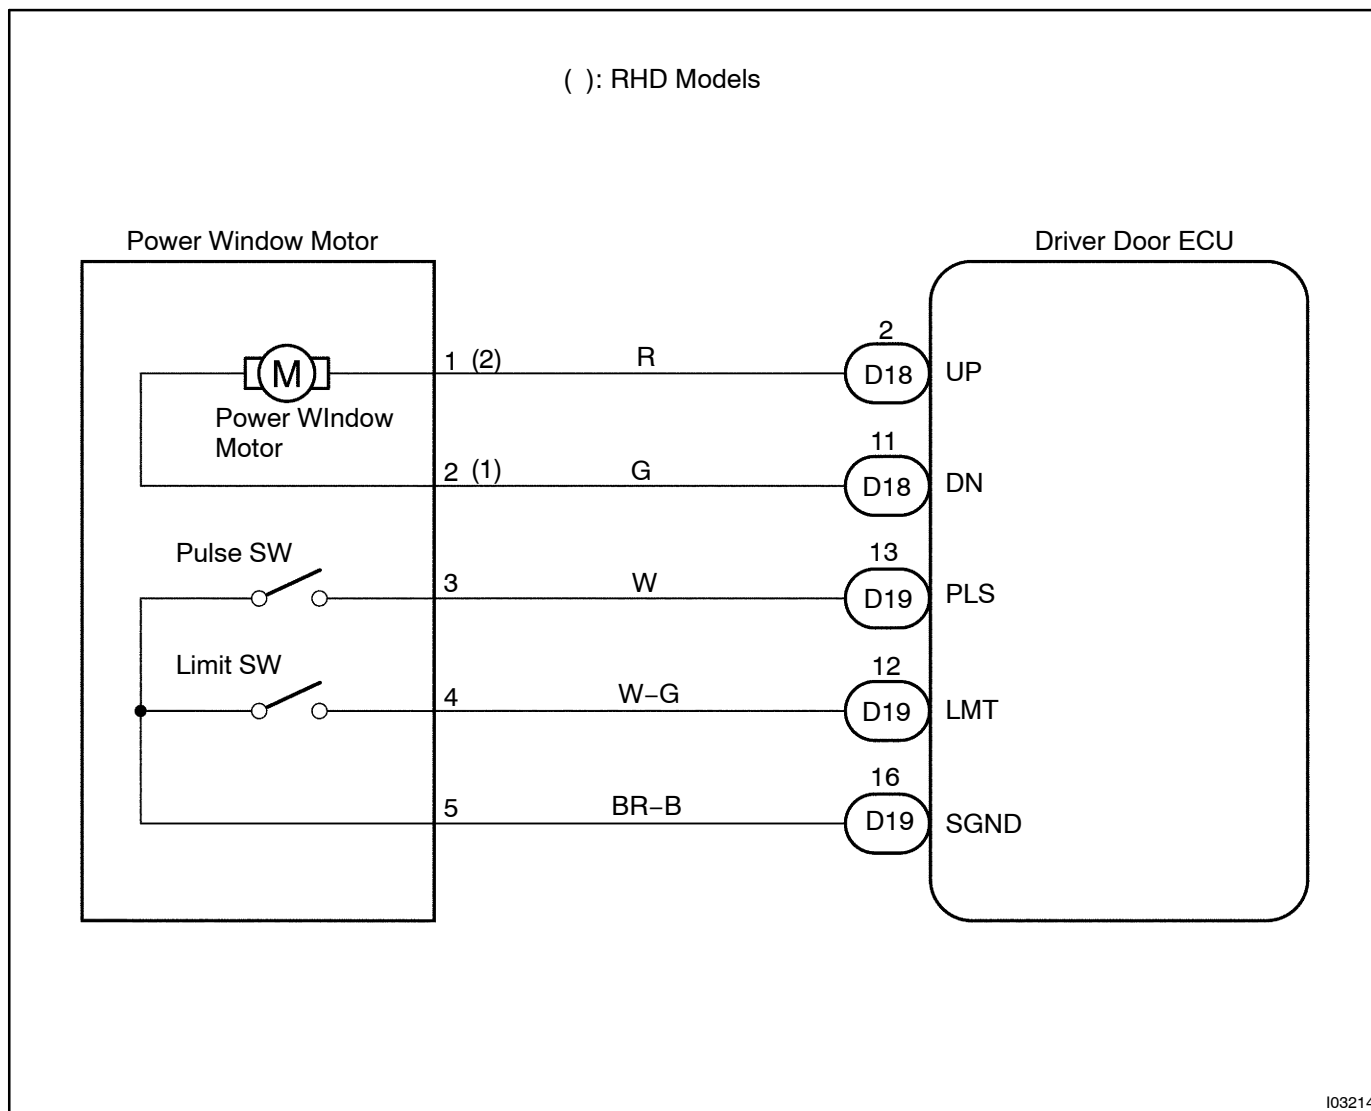 ( ): RHD Models
Power Window Motor
Driver Door ECU
M
Power WIndow
Motor
1 (2)
R
2
D18
UP
2 (1)
G
11
D18
DN
Pulse SW
3
W
13
D19
PLS
Limit SW
4
W–G
12
D19
LMT
5
BR–B
16
D19
SGND
I03214